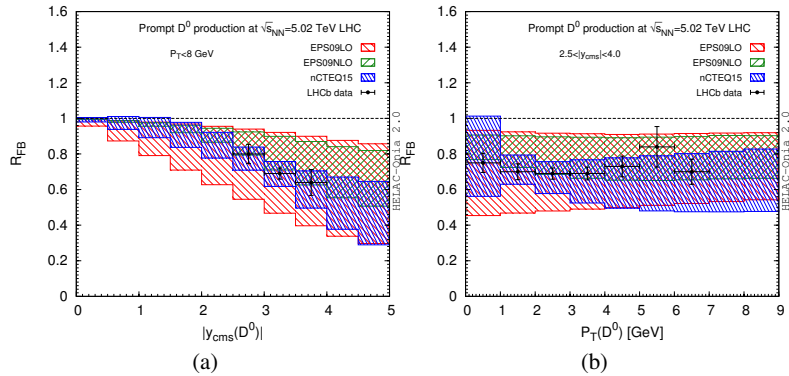 Prompt D⁰ production at √s_NN=5.02 TeV LHC
P_T<8 GeV
EPS09LO
EPS09NLO
nCTEQ15
LHCb data
R_FB
1.6
1.4
1.2
1
0.8
0.6
0.4
0.2
0
0 1 2 3 4 5
|y_cms(D⁰)|
HELAC-Onia 2.0
(a)
Prompt D⁰ production at √s_NN=5.02 TeV LHC
2.5<|y_cms|<4.0
EPS09LO
EPS09NLO
nCTEQ15
LHCb data
R_FB
1.6
1.4
1.2
1
0.8
0.6
0.4
0.2
0
0 1 2 3 4 5 6 7 8 9
P_T(D⁰) [GeV]
HELAC-Onia 2.0
(b)